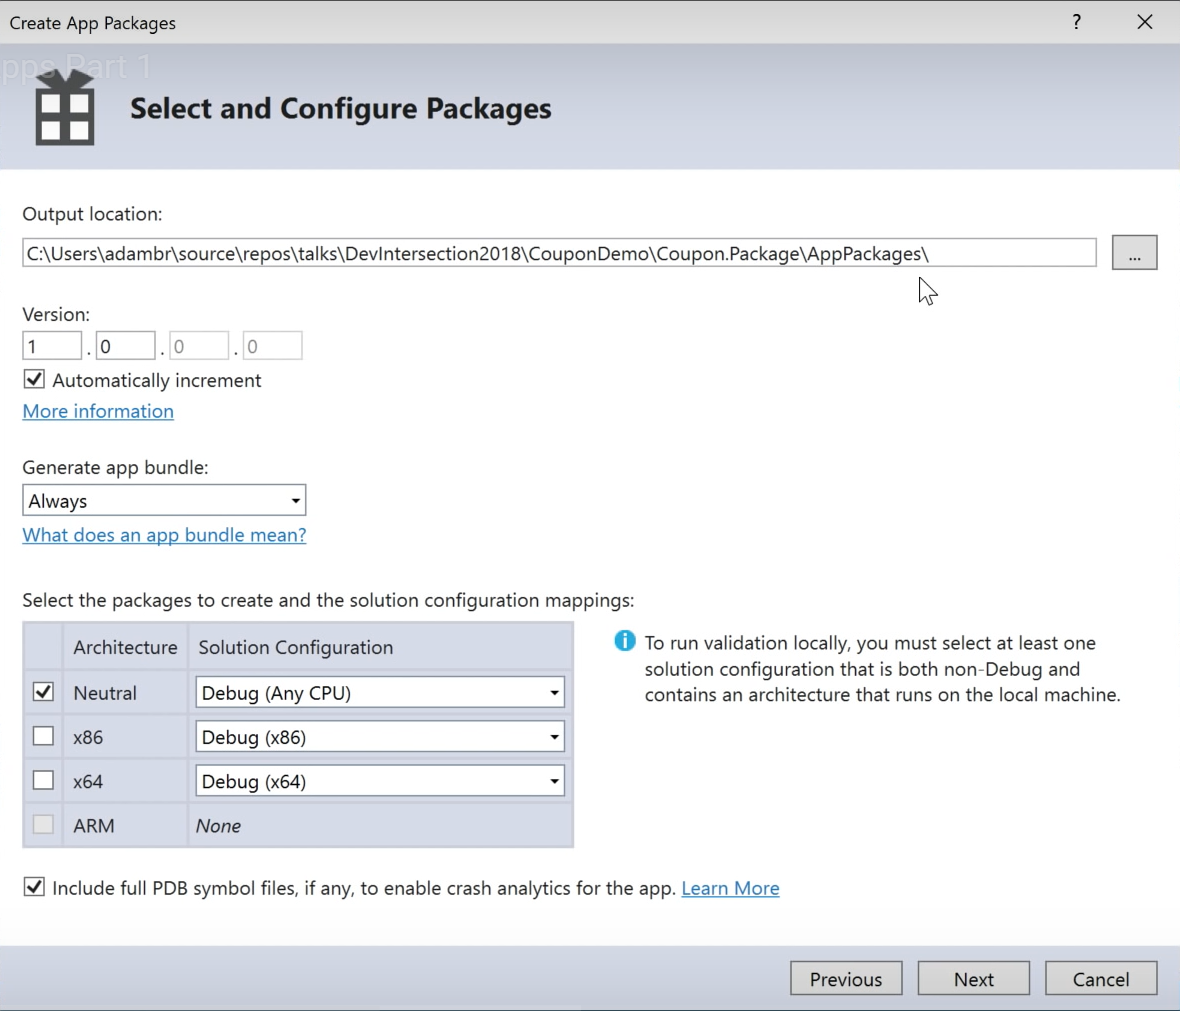 Create App Packages
?
pps Part 1
Select and Configure Packages
Output location:
C:\Users\adambr\source\repos\talks\DevIntersection2018\CouponDemo\Coupon.Package\AppPackages\
...
Version:
1 . 0 . 0 . 0
Automatically increment
More information
Generate app bundle:
Always
What does an app bundle mean?
Select the packages to create and the solution configuration mappings:
Architecture Solution Configuration
Neutral Debug (Any CPU)
x86 Debug (x86)
x64 Debug (x64)
ARM None
To run validation locally, you must select at least one
solution configuration that is both non-Debug and
contains an architecture that runs on the local machine.
Include full PDB symbol files, if any, to enable crash analytics for the app. Learn More
Previous Next Cancel